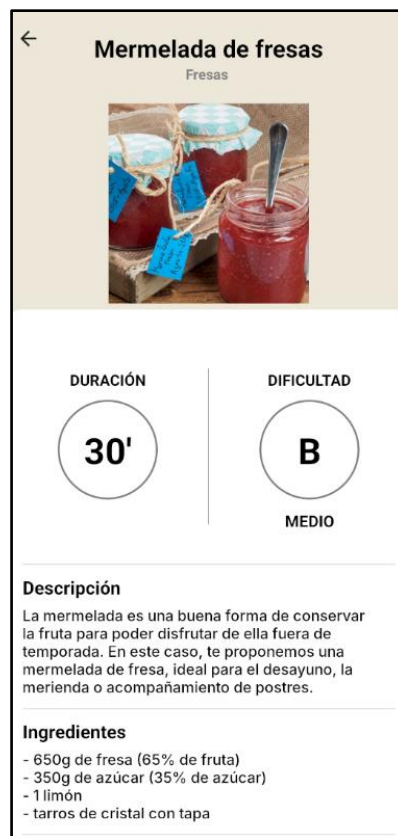 Mermelada de fresas
Fresas
DURACIÓN
30'
DIFICULTAD
B
MEDIO
Descripción
La mermelada es una buena forma de conservar
la fruta para poder disfrutar de ella fuera de
temporada. En este caso, te proponemos una
mermelada de fresa, ideal para el desayuno, la
merienda o acompañamiento de postres.
Ingredientes
- 650g de fresa (65% de fruta)
- 350g de azúcar (35% de azúcar)
- 1 limón
- tarros de cristal con tapa